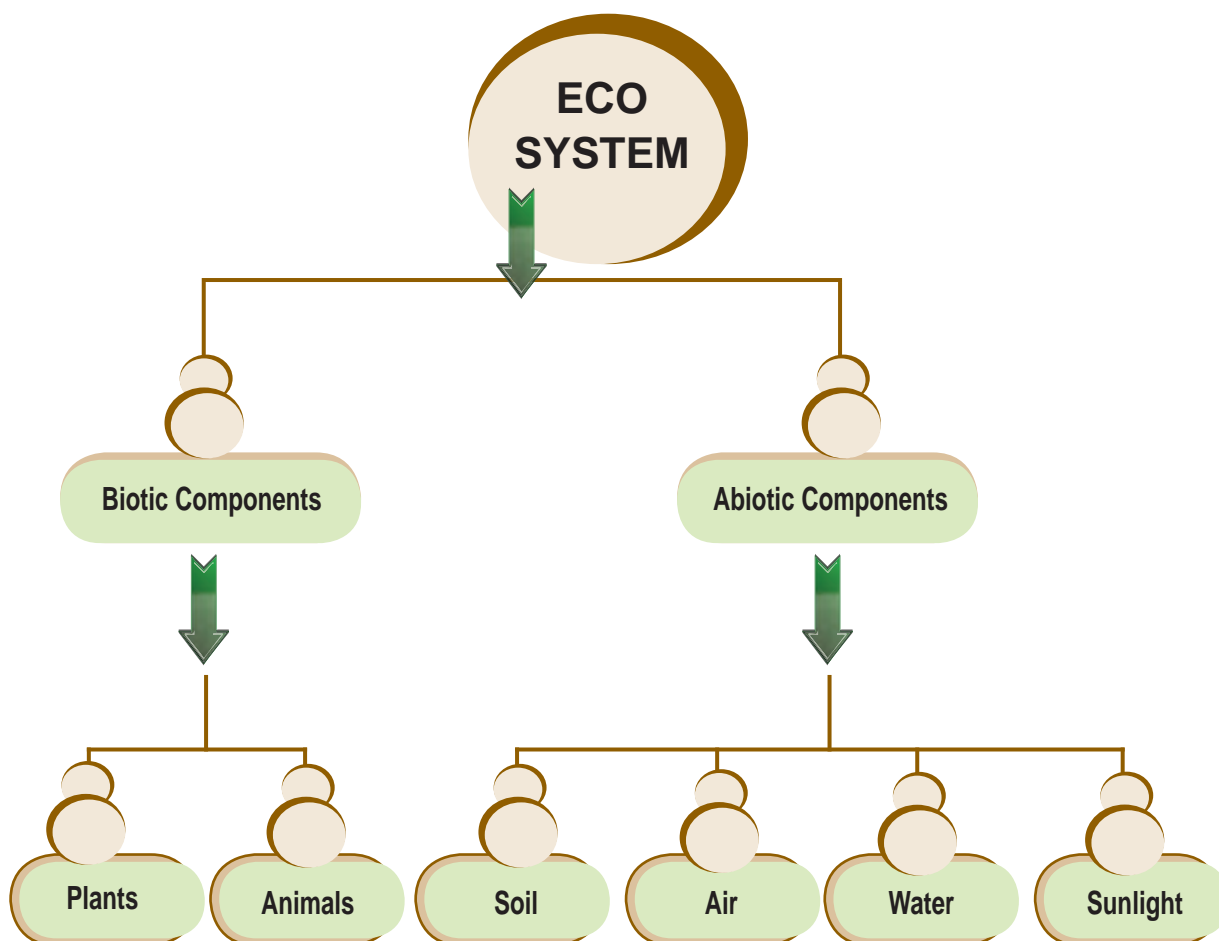 ECO
SYSTEM
Biotic Components
Abiotic Components
Plants
Animals
Soil
Air
Water
Sunlight